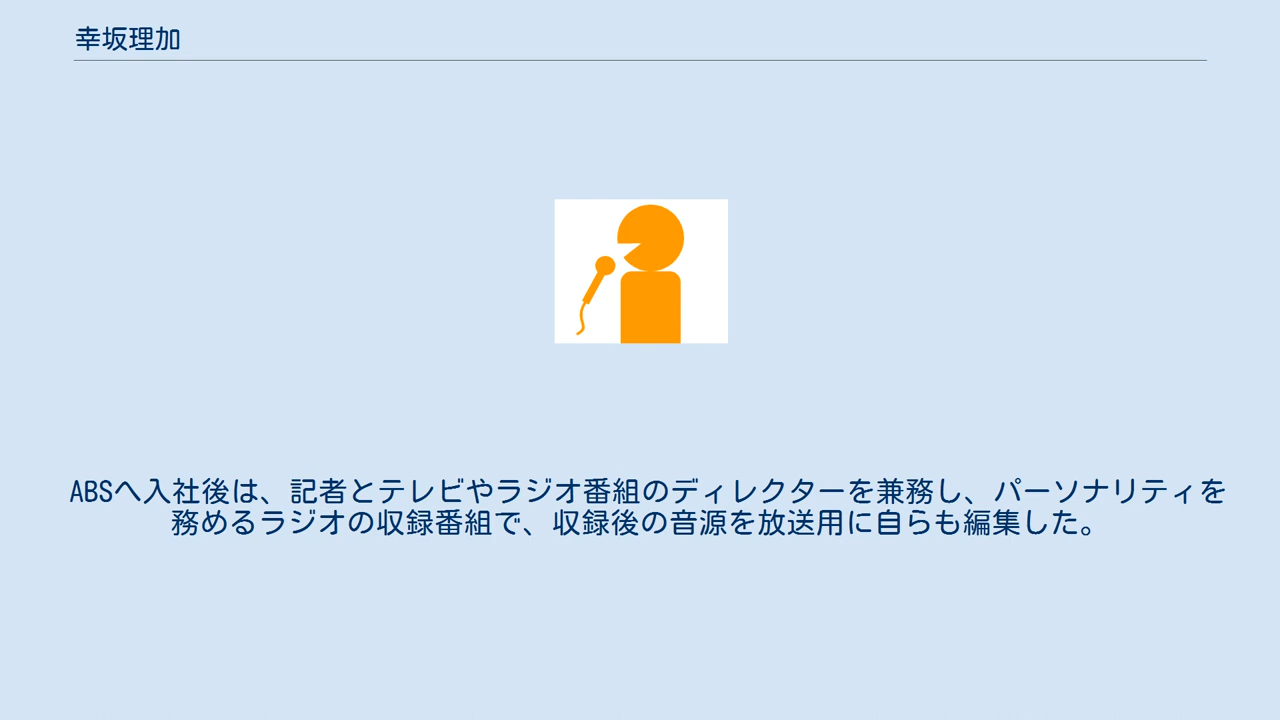 幸坂理加
ABSへ入社後は、記者とテレビやラジオ番組のディレクターを兼務し、パーソナリティを
務めるラジオの収録番組で、収録後の音源を放送用に自らも編集した。